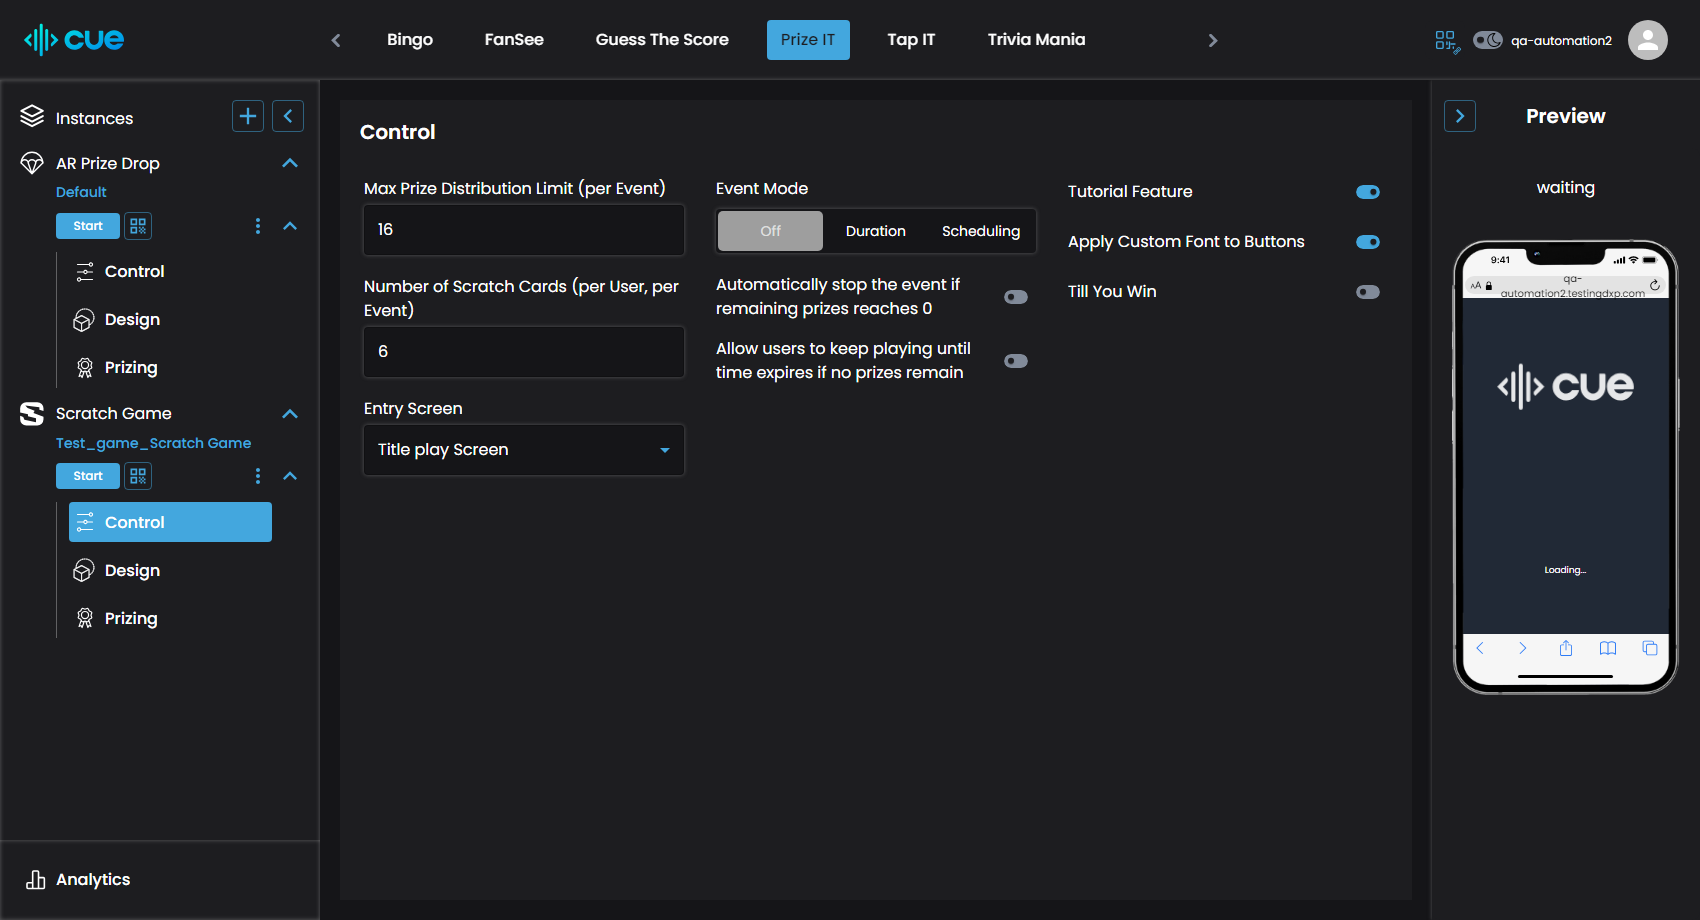 cue
Bingo
FanSee
Guess The Score
Prize IT
Tap IT
Trivia Mania
qa-automation2
Instances
AR Prize Drop
Default
Start
Control
Design
Prizing
Scratch Game
Test_game_Scratch Game
Start
Control
Design
Prizing
Analytics
Control
Max Prize Distribution Limit (per Event)
16
Number of Scratch Cards (per User, per
Event)
6
Entry Screen
Title play Screen
Event Mode
Off
Duration
Scheduling
Automatically stop the event if
remaining prizes reaches 0
Allow users to keep playing until
time expires if no prizes remain
Tutorial Feature
Apply Custom Font to Buttons
Till You Win
Preview
waiting
9:41
AA
qa-
automation2.testingdxp.com
cue
Loading...